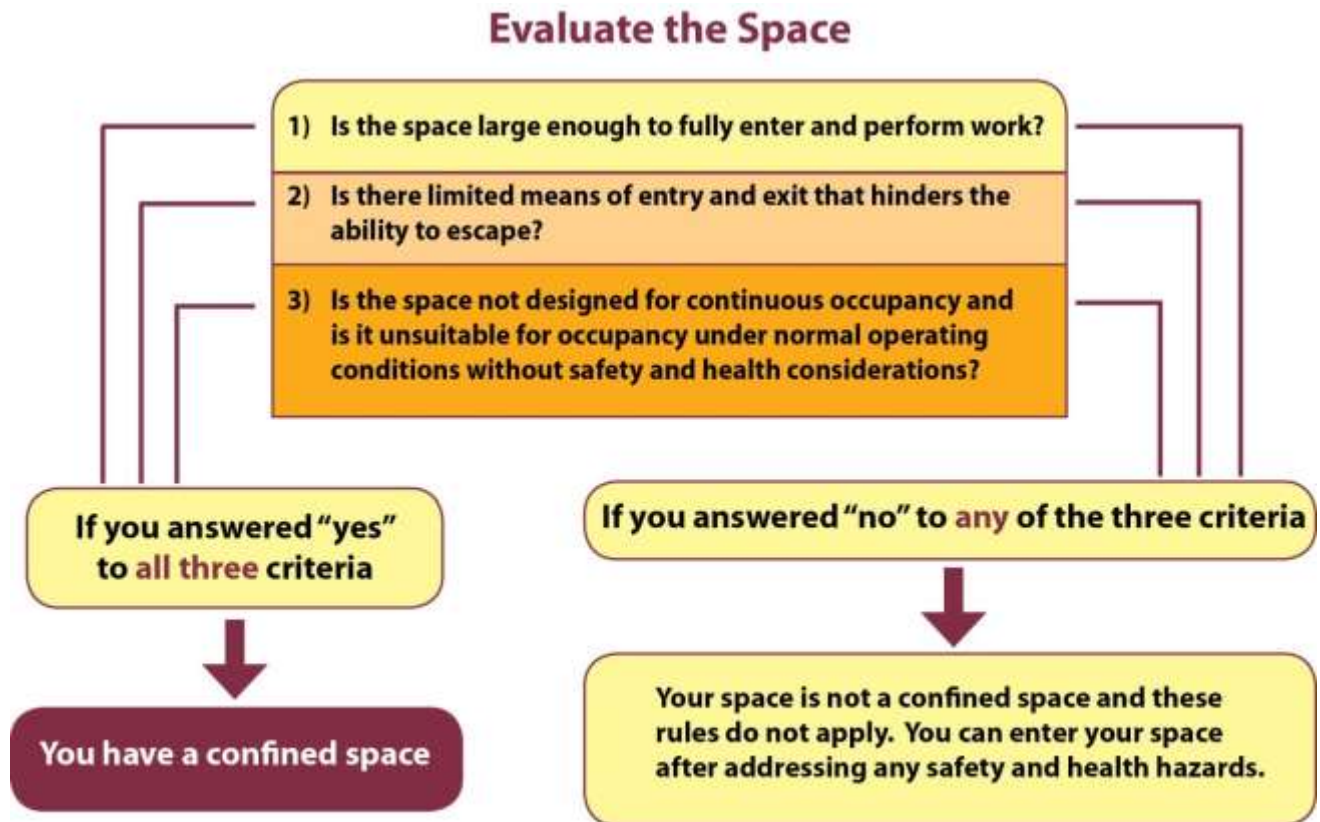 Evaluate the Space
1) Is the space large enough to fully enter and perform work?
2) Is there limited means of entry and exit that hinders the
ability to escape?
3) Is the space not designed for continuous occupancy and
is it unsuitable for occupancy under normal operating
conditions without safety and health considerations?
If you answered “yes”
to all three criteria
If you answered “no” to any of the three criteria
You have a confined space
Your space is not a confined space and these
rules do not apply. You can enter your space
after addressing any safety and health hazards.